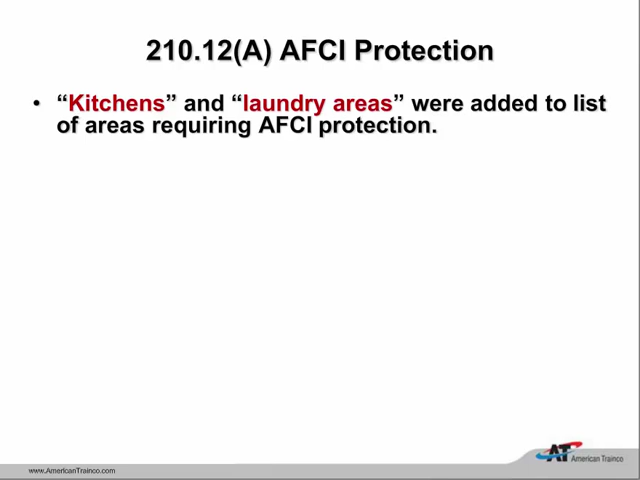 210.12(A) AFCI Protection
• “Kitchens” and “laundry areas” were added to list
of areas requiring AFCI protection.
AT American Trainco
www.AmericanTrainco.com